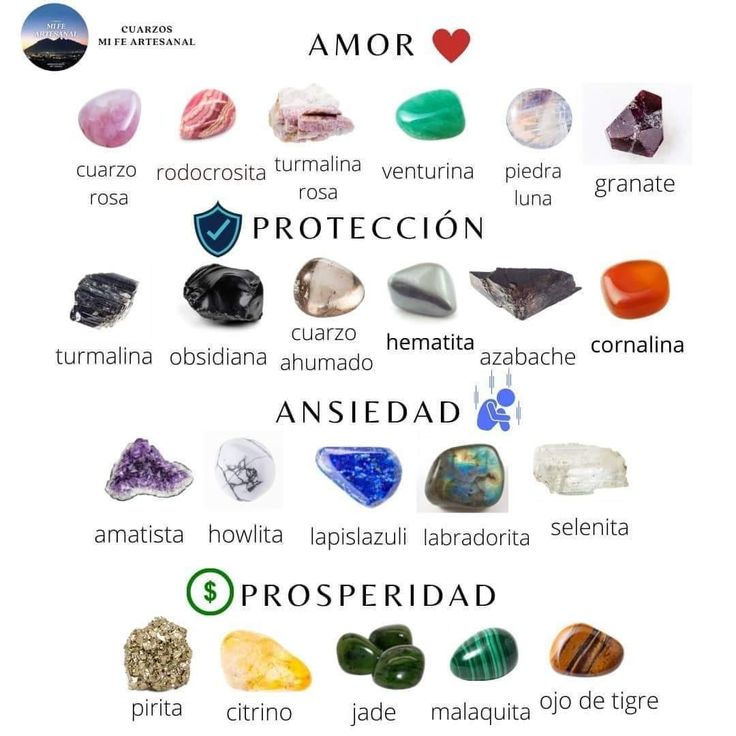 MI FE
ARTESANAL
CUARZOS
MI FE ARTESANAL
AMOR
cuarzo
rosa
rodocrosita
turmalina
rosa
venturina
piedra
luna
granate
PROTECCIÓN
turmalina
obsidiana
cuarzo
ahumado
hematita
azabache
cornalina
ANSIEDAD
amatista
howlita
lapislazuli
labradorita
selenita
$
PROSPERIDAD
pirita
citrino
jade
malaquita
ojo de tigre